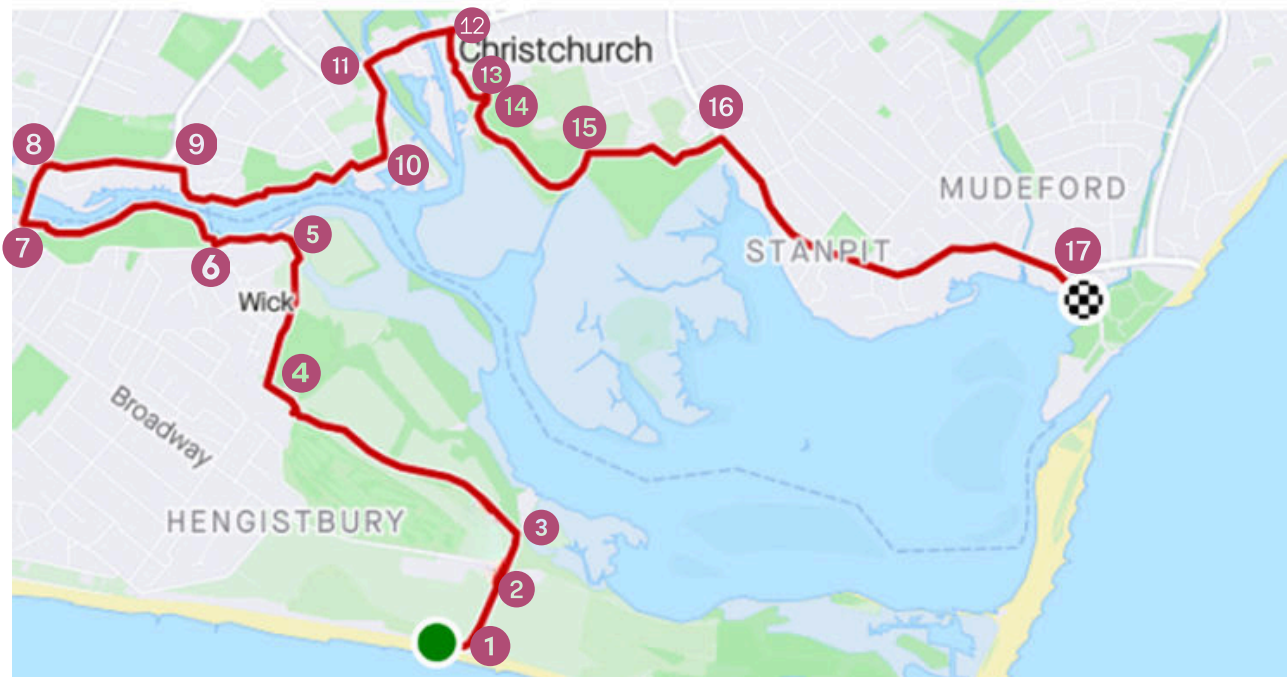 12
Christchurch
11
13
14
16
15
8
9
10
MUDEFORD
7
6
5
STANPIT
17
Wick
4
Broadway
HENGISTBURY
3
2
1